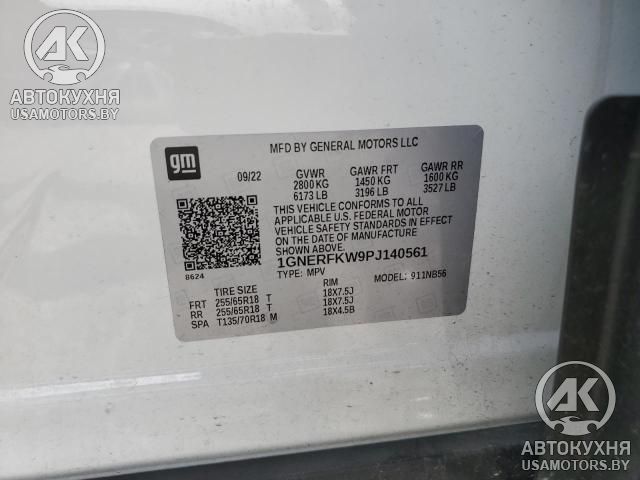 AK
АВТОКУХНЯ
USAMOTORS.BY
gm
MFD BY GENERAL MOTORS LLC
09/22 GVWR GAWR FRT GAWR RR
2800 KG 1450 KG 1600 KG
6173 LB 3196 LB 3527 LB
THIS VEHICLE CONFORMS TO ALL
APPLICABLE U.S. FEDERAL MOTOR
VEHICLE SAFETY STANDARDS IN EFFECT
ON THE DATE OF MANUFACTURE
SHOWN ABOVE.
1GNERFKW9PJ140561
8624
TYPE: MPV MODEL: 911NB56
TIRE SIZE RIM
FRT 255/65R18 T 18X7.5J
RR 255/65R18 T 18X7.5J
SPA T135/70R18 M 18X4.5B
AK
АВТОКУХНЯ
USAMOTORS.BY